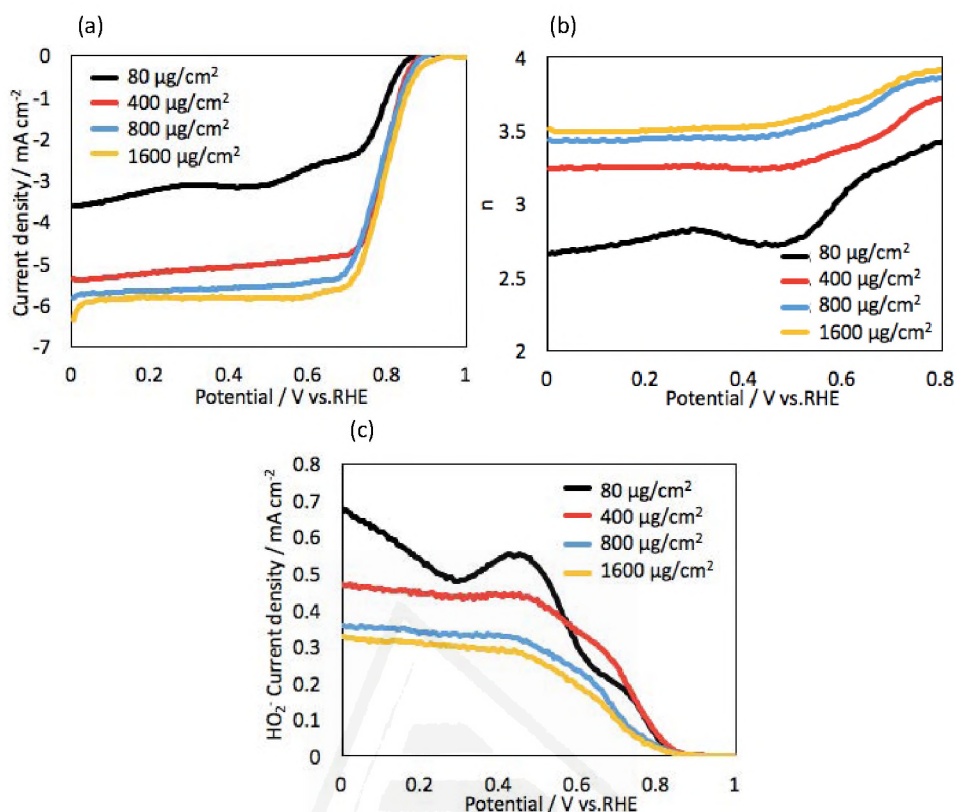 (a)
0
-1
-2
-3
-4
-5
-6
-7
Current density / mA cm⁻²
80 µg/cm²
400 µg/cm²
800 µg/cm²
1600 µg/cm²
0 0.2 0.4 0.6 0.8 1
Potential / V vs.RHE
(b)
4
3.5
3
2.5
2
n
80 µg/cm²
400 µg/cm²
800 µg/cm²
1600 µg/cm²
0 0.2 0.4 0.6 0.8
Potential / V vs.RHE
(c)
0.8
0.7
0.6
0.5
0.4
0.3
0.2
0.1
0
HO₂⁻ Current density / mA cm⁻²
80 µg/cm²
400 µg/cm²
800 µg/cm²
1600 µg/cm²
0 0.2 0.4 0.6 0.8 1
Potential / V vs.RHE